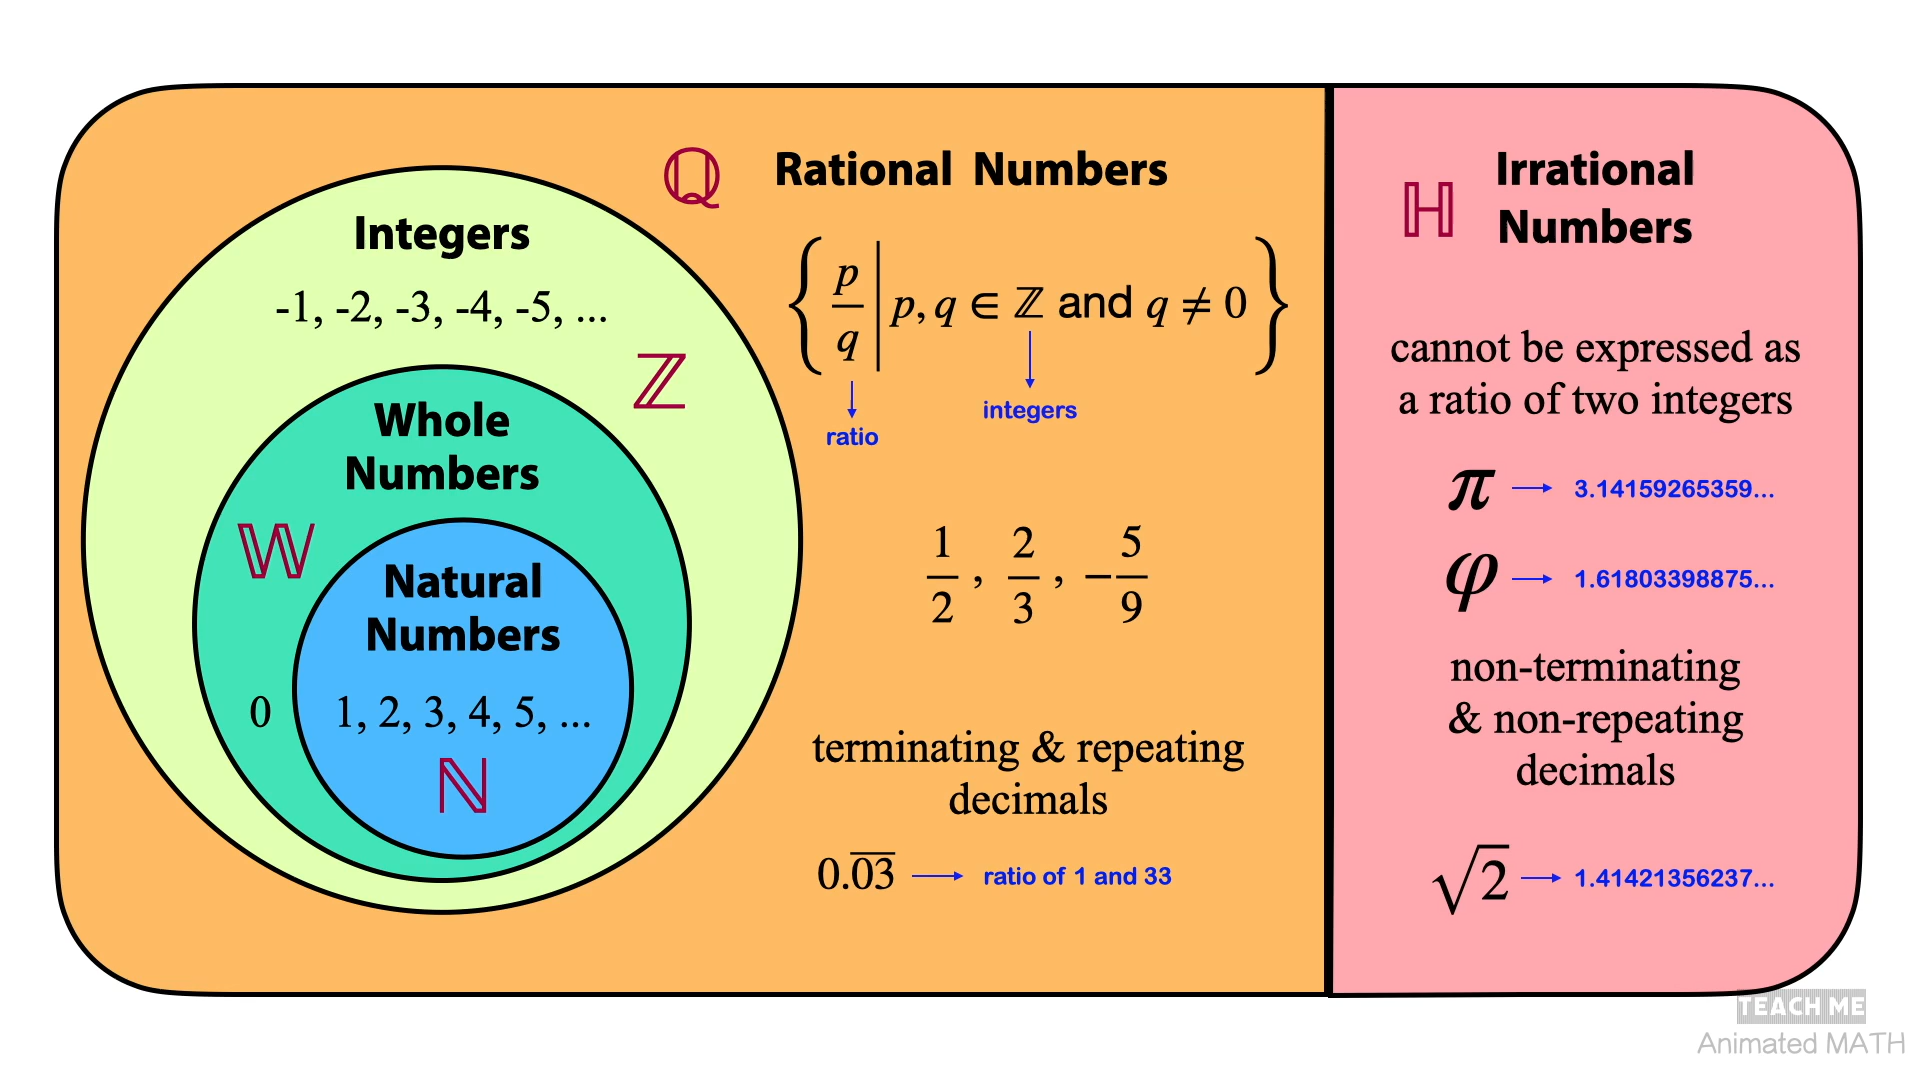 ℚ Rational Numbers
{ p/q | p, q ∈ ℤ and q ≠ 0 }
ratio
integers
1/2 , 2/3 , −5/9
terminating & repeating
decimals
0.0̅3̅ → ratio of 1 and 33
Integers
-1, -2, -3, -4, -5, ...
ℤ
Whole
Numbers
𝕎
0
Natural
Numbers
1, 2, 3, 4, 5, ...
ℕ
ℍ
Irrational
Numbers
cannot be expressed as
a ratio of two integers
π → 3.14159265359...
φ → 1.61803398875...
non-terminating
& non-repeating
decimals
√2 → 1.41421356237...
TEACH ME
Animated MATH